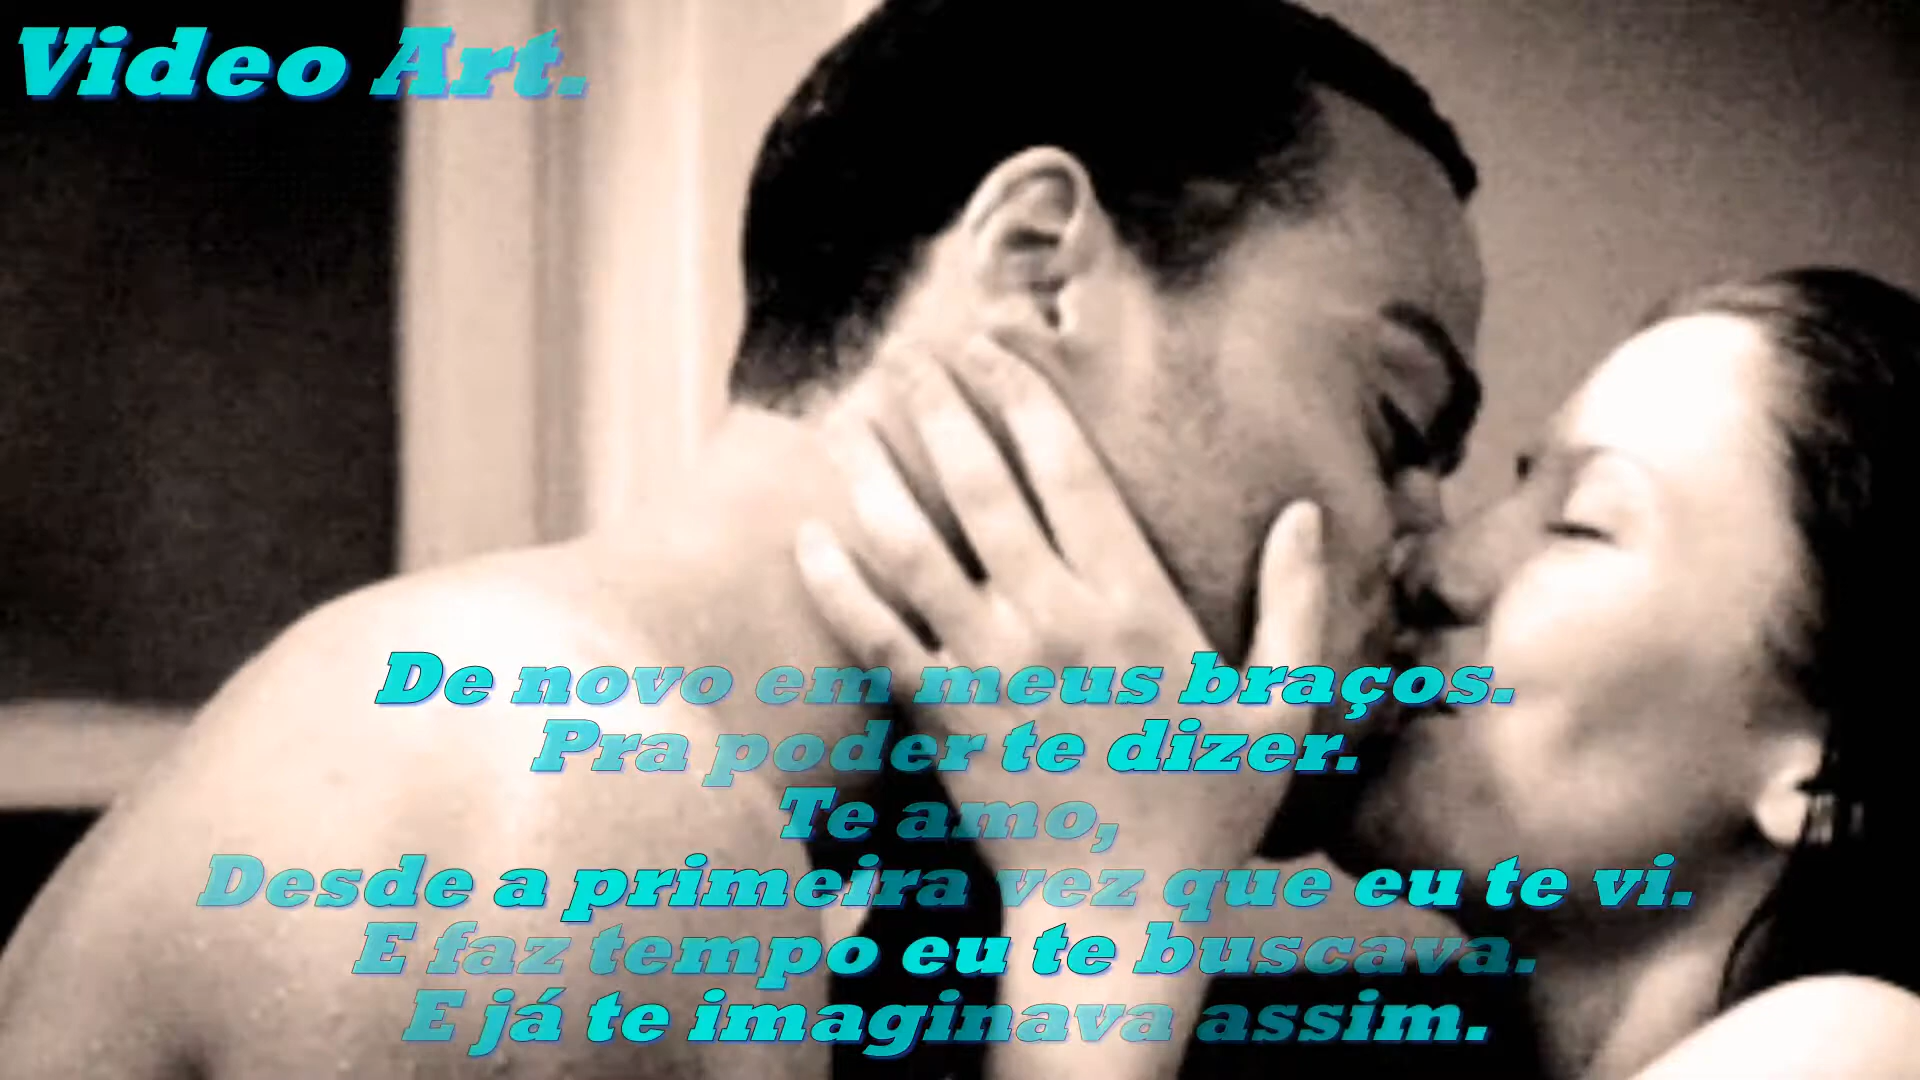 Video Art.
De novo em meus braços.
Pra poder te dizer.
Te amo,
Desde a primeira vez que eu te vi.
E faz tempo eu te buscava.
E já te imaginava assim.